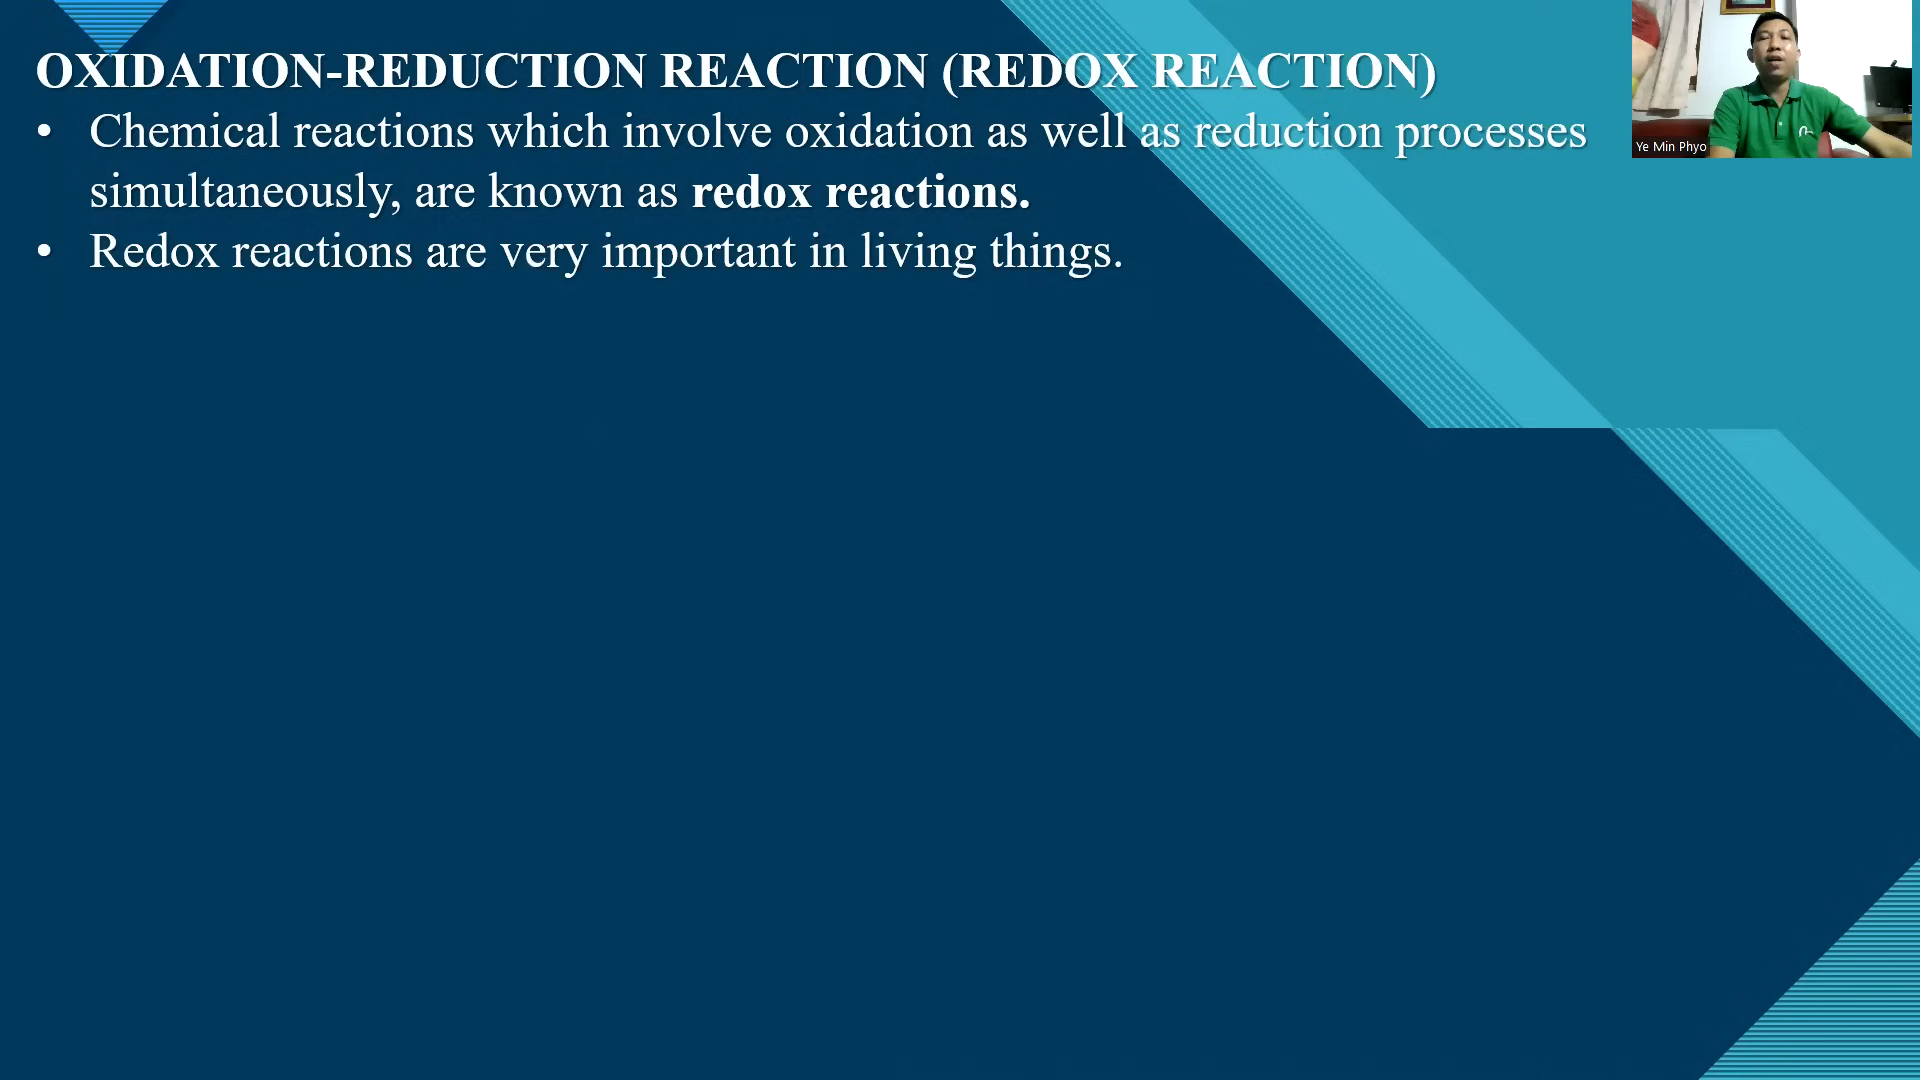 OXIDATION-REDUCTION REACTION (REDOX REACTION)
• Chemical reactions which involve oxidation as well as reduction processes
simultaneously, are known as redox reactions.
• Redox reactions are very important in living things.
Ye Min Phyo